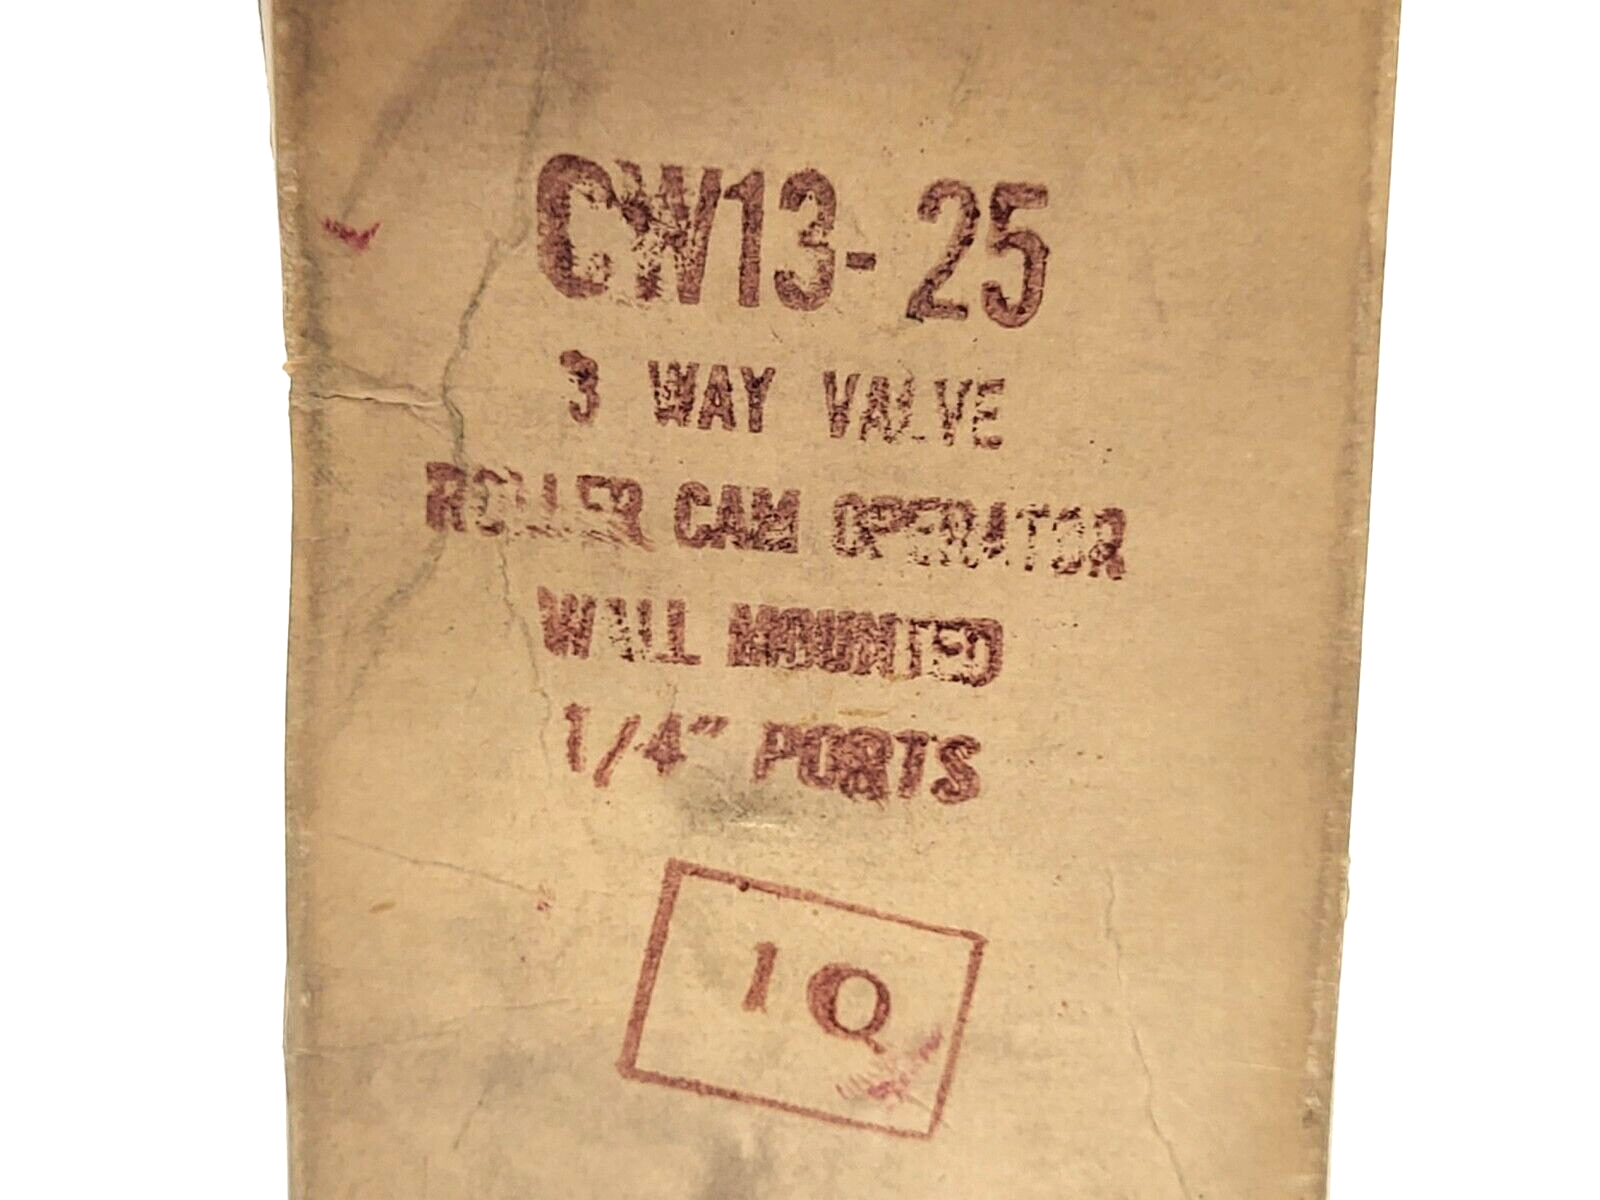 CW13-25
3 WAY VALVE
ROLLER CAM OPERATOR
WALL MOUNTED
1/4" PORTS
1Q